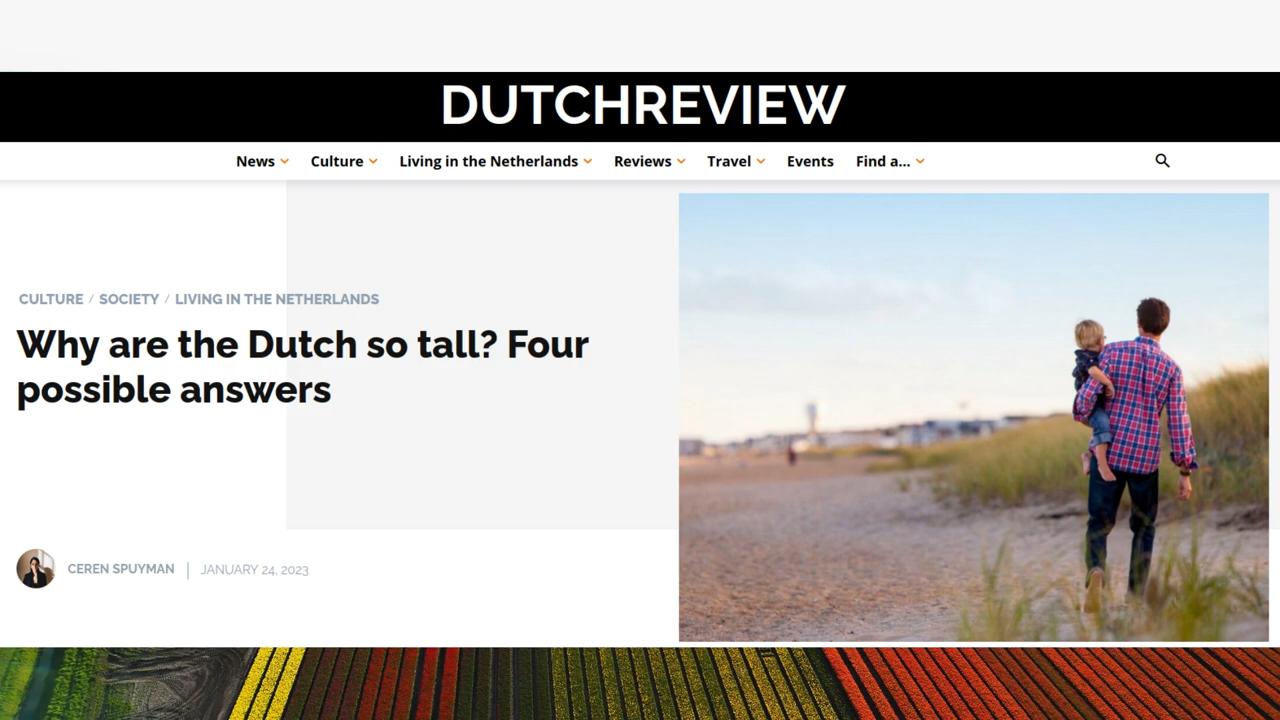 DUTCHREVIEW
News Culture Living in the Netherlands Reviews Travel Events Find a...
CULTURE / SOCIETY / LIVING IN THE NETHERLANDS
Why are the Dutch so tall? Four
possible answers
CEREN SPUYMAN | JANUARY 24, 2023